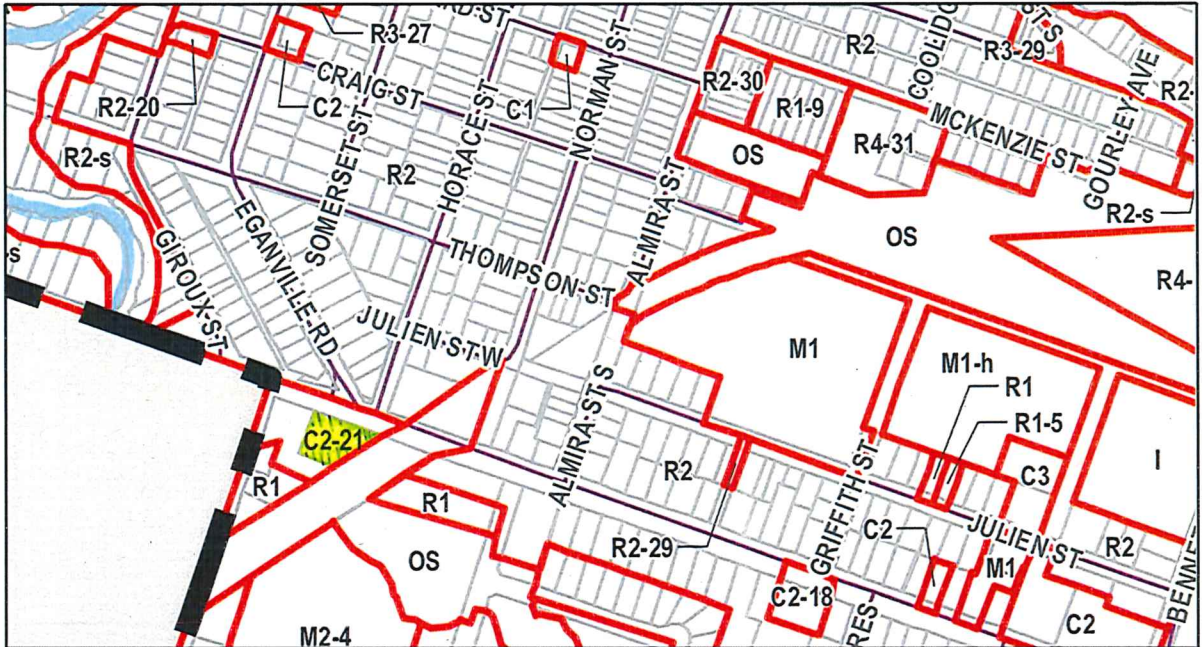 R3-27
R2
R3-29
CRAIG ST
R2-30
COOLIDG
R2-20
C2
C1
R1-9
GOURLEY AVE
R2-
MCKENZIE ST
R4-31
OS
R2-s
R2
SOMERSET ST
HORACE ST
NORMAN ST
ALMIRA ST
R2-s
OS
-s
GIROUX ST
EGANVILLE RD
THOMPSON ST
R4-
JULIEN ST W
M1
M1-h
R1
R1-5
C2-21
C3
I
R1
ALMIRA ST S
R2
GRIFFITH ST
R1
C2
JULIEN ST
R2
R2-29
OS
M1
C2-18
BENNE
M2-4
C2